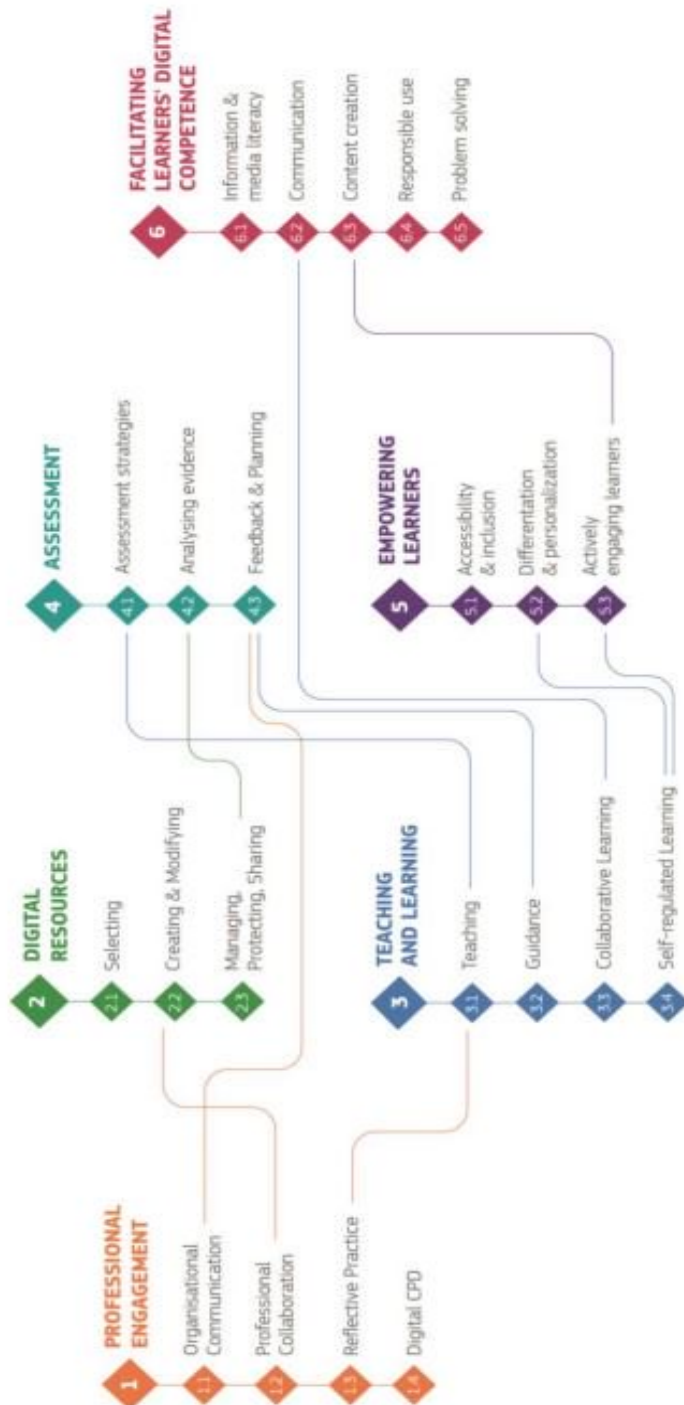 1
PROFESSIONAL
ENGAGEMENT
1.1
Organisational
Communication
1.2
Professional
Collaboration
1.3
Reflective Practice
1.4
Digital CPD
2
DIGITAL
RESOURCES
2.1
Selecting
2.2
Creating & Modifying
2.3
Managing,
Protecting, Sharing
3
TEACHING
AND LEARNING
3.1
Teaching
3.2
Guidance
3.3
Collaborative Learning
3.4
Self-regulated Learning
4
ASSESSMENT
4.1
Assessment strategies
4.2
Analysing evidence
4.3
Feedback & Planning
5
EMPOWERING
LEARNERS
5.1
Accessibility
& inclusion
5.2
Differentation
& personalization
5.3
Actively
engaging learners
6
FACILITATING
LEARNERS' DIGITAL
COMPETENCE
6.1
Information &
media literacy
6.2
Communication
6.3
Content creation
6.4
Responsible use
6.5
Problem solving